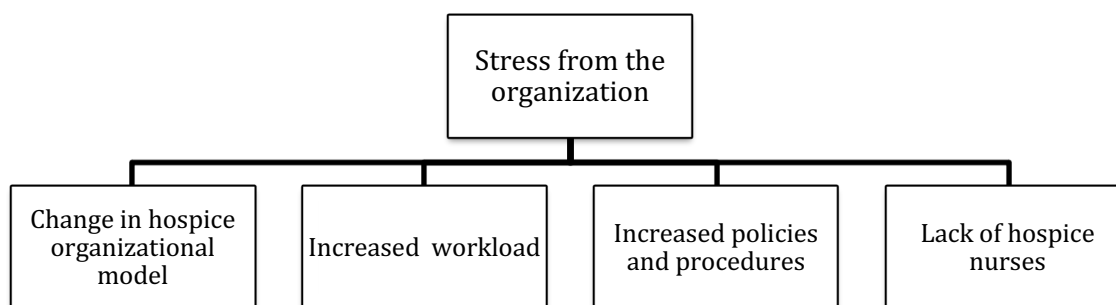 Stress from the
organization
Change in hospice
organizational
model
Increased  workload
Increased policies
and procedures
Lack of hospice
nurses